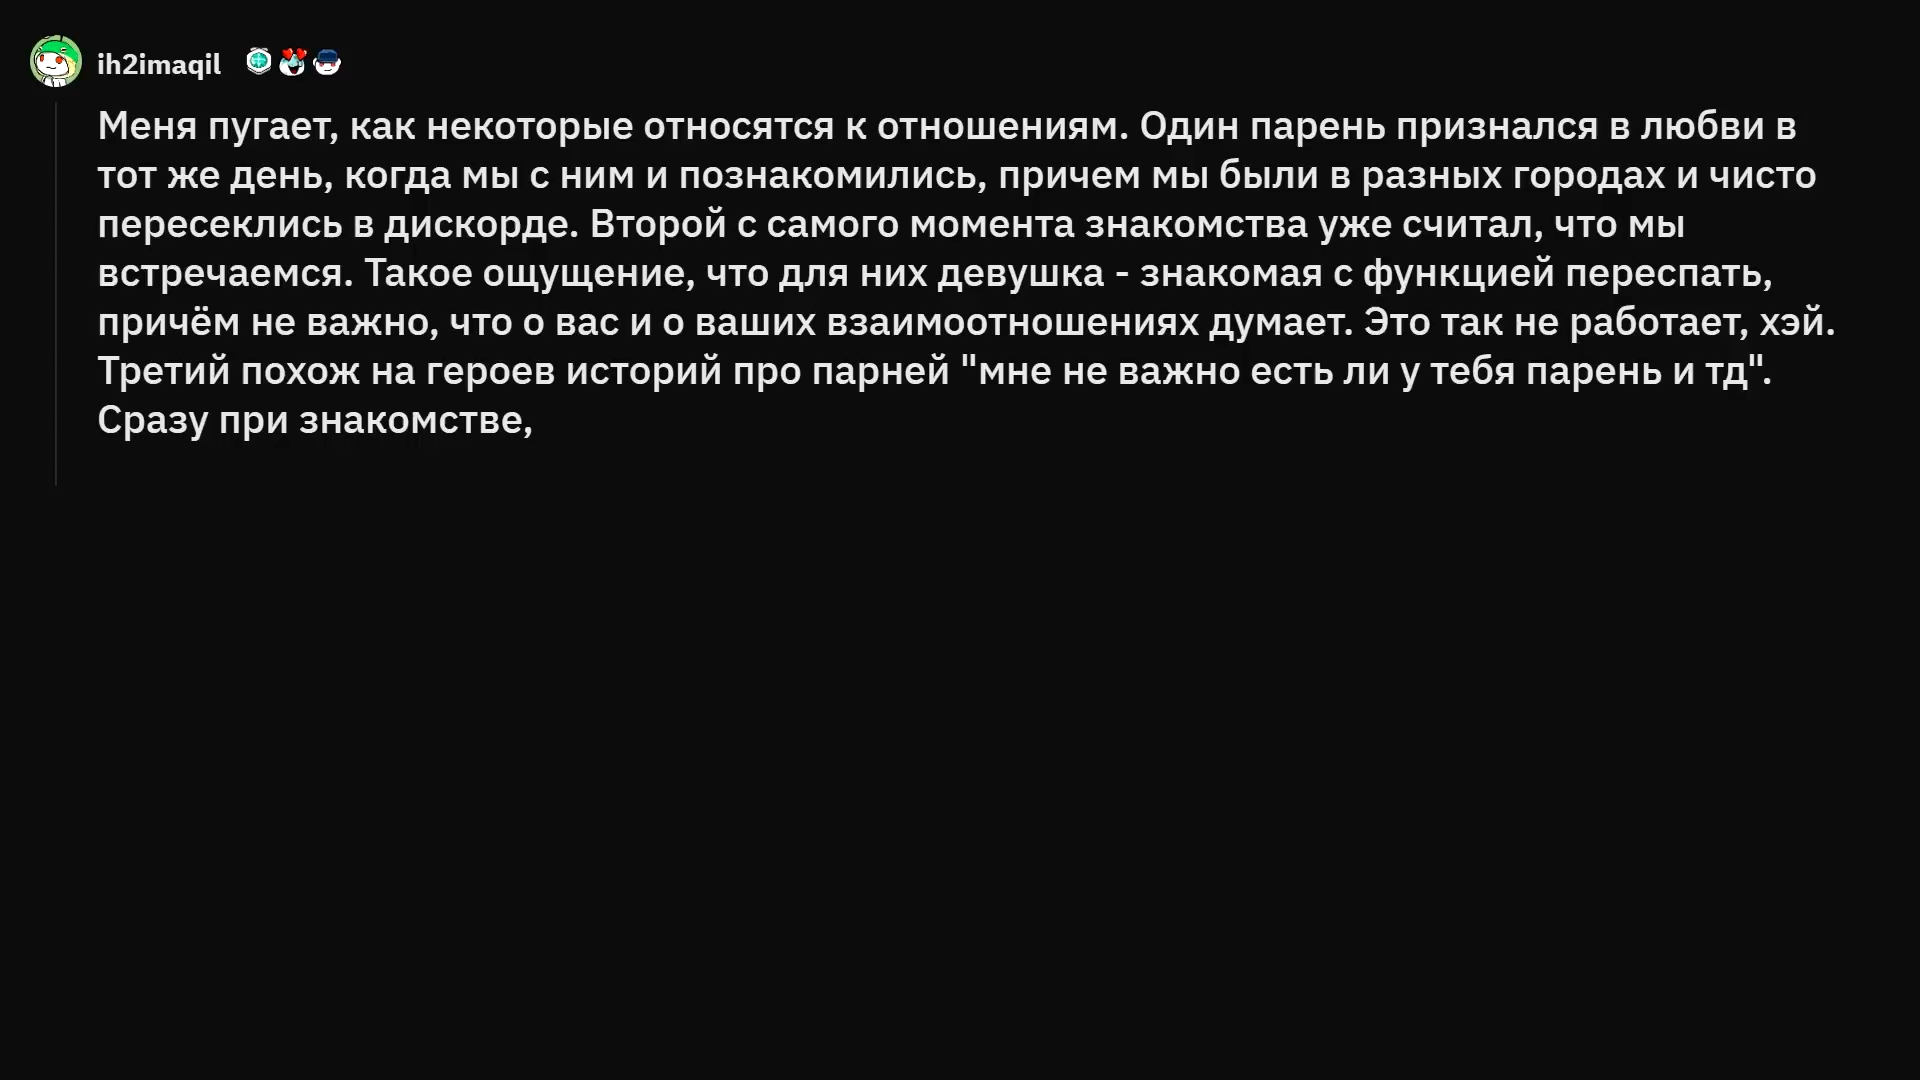 ih2imaqil
Меня пугает, как некоторые относятся к отношениям. Один парень признался в любви в
тот же день, когда мы с ним и познакомились, причем мы были в разных городах и чисто
пересеклись в дискорде. Второй с самого момента знакомства уже считал, что мы
встречаемся. Такое ощущение, что для них девушка - знакомая с функцией переспать,
причём не важно, что о вас и о ваших взаимоотношениях думает. Это так не работает, хэй.
Третий похож на героев историй про парней "мне не важно есть ли у тебя парень и тд".
Сразу при знакомстве,